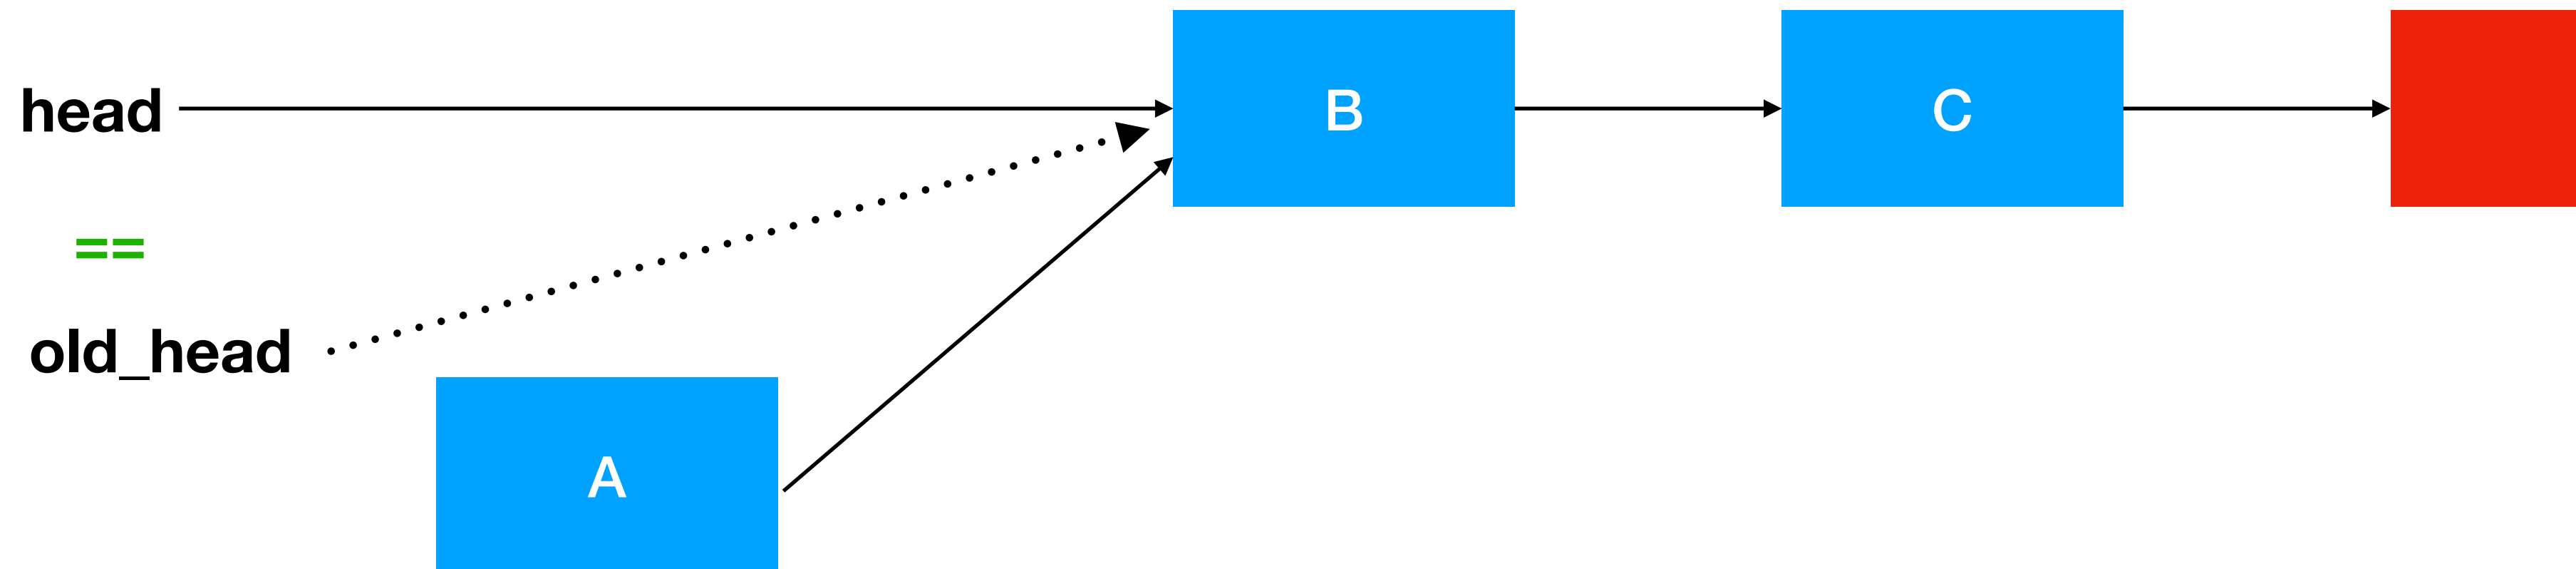 head
B
C
==
old_head
A